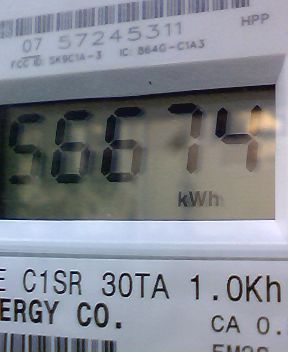 07 57245311 HPP
FCC ID: SK9C1A-3 IC: 864G-C1A3
56674
kWh
E C1SR 30TA 1.0Kh
ERGY CO. CA 0.